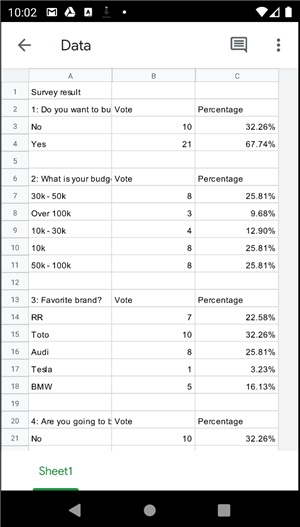 10:02
Data
A B C
1 Survey result
2 1: Do you want to bu Vote Percentage
3 No 10 32.26%
4 Yes 21 67.74%
5
6 2: What is your budg Vote Percentage
7 30k - 50k 8 25.81%
8 Over 100k 3 9.68%
9 10k - 30k 4 12.90%
10 10k 8 25.81%
11 50k - 100k 8 25.81%
12
13 3: Favorite brand? Vote Percentage
14 RR 7 22.58%
15 Toto 10 32.26%
16 Audi 8 25.81%
17 Tesla 1 3.23%
18 BMW 5 16.13%
19
20 4: Are you going to b Vote Percentage
21 No 10 32.26%
Sheet1